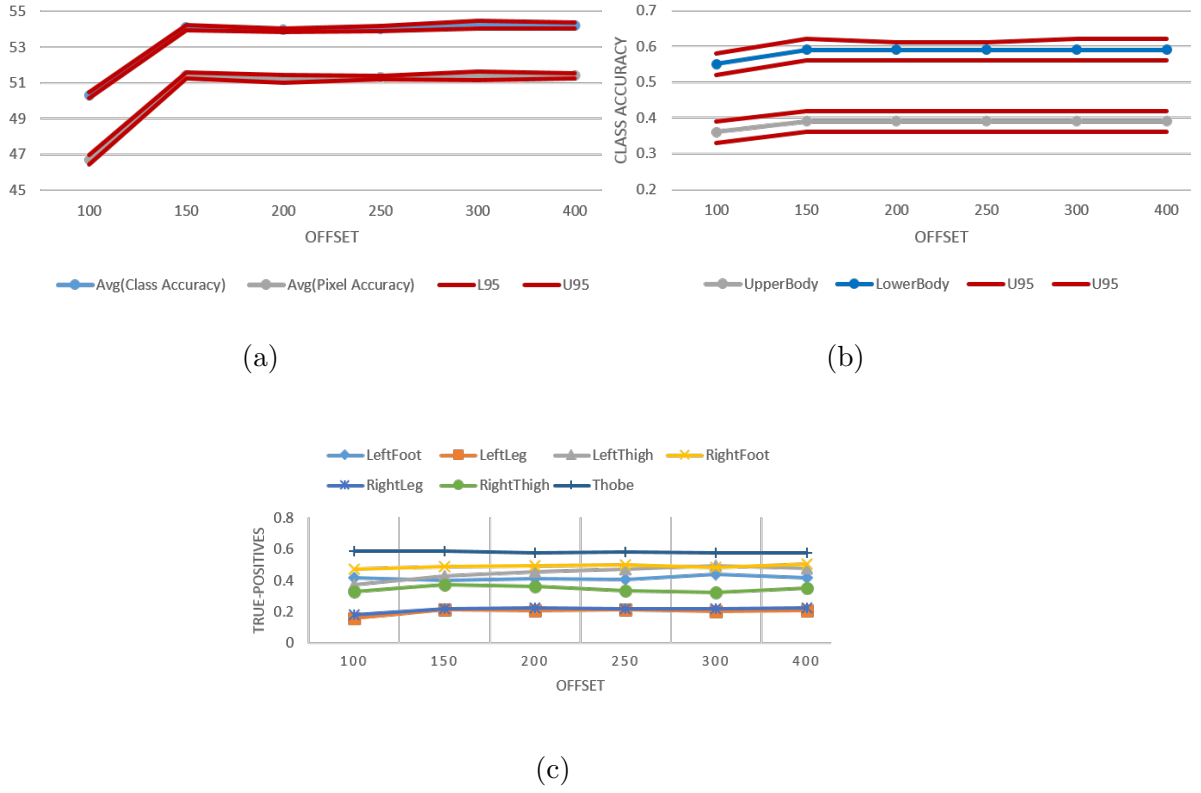 55
53
51
49
47
45
100 150 200 250 300 400
OFFSET
Avg(Class Accuracy) Avg(Pixel Accuracy) L95 U95
(a)
CLASS ACCURACY
0.7
0.6
0.5
0.4
0.3
0.2
100 150 200 250 300 400
OFFSET
UpperBody LowerBody U95 U95
(b)
LeftFoot LeftLeg LeftThigh RightFoot
RightLeg RightThigh Thobe
TRUE-POSITIVES
0.8
0.6
0.4
0.2
0
100 150 200 250 300 400
OFFSET
(c)